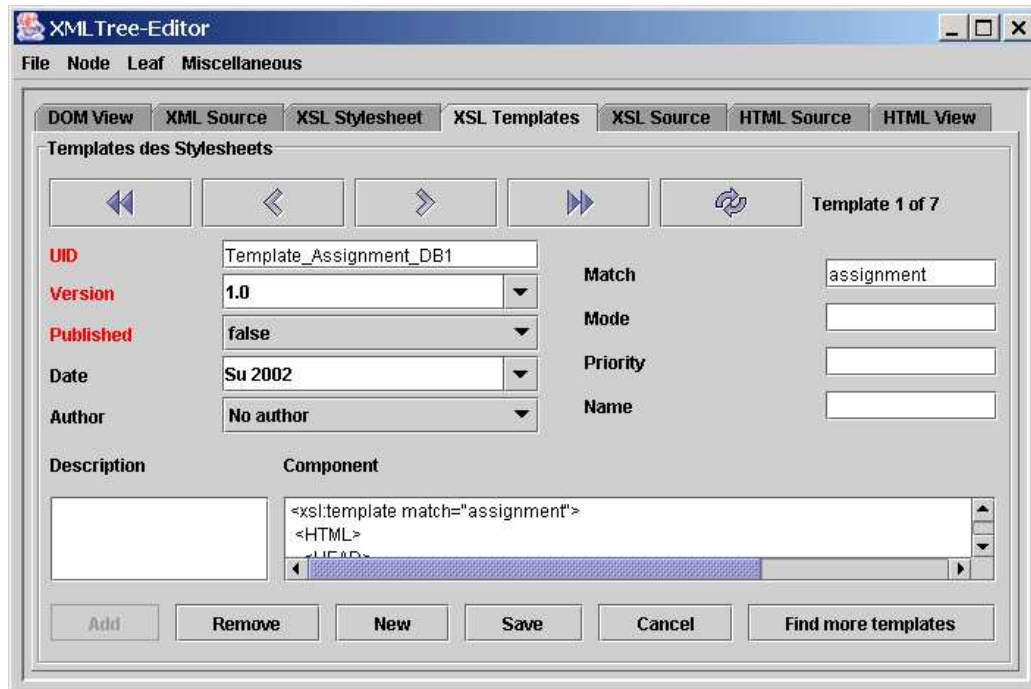 XMLTree-Editor
File Node Leaf Miscellaneous
DOM View XML Source XSL Stylesheet XSL Templates XSL Source HTML Source HTML View
Templates des Stylesheets
Template 1 of 7
UID Template_Assignment_DB1
Match assignment
Version 1.0
Mode
Published false
Priority
Date Su 2002
Name
Author No author
Description Component
<xsl:template match="assignment">
<HTML>
<HEAD>
Add Remove New Save Cancel Find more templates